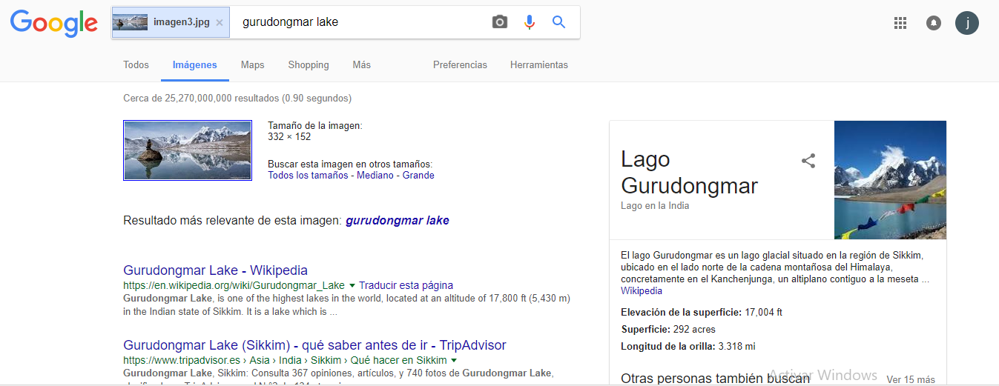 Google
imagen3.jpg × gurudongmar lake
j
Todos Imágenes Maps Shopping Más Preferencias Herramientas
Cerca de 25,270,000,000 resultados (0.90 segundos)
Tamaño de la imagen:
332 × 152
Buscar esta imagen en otros tamaños:
Todos los tamaños - Mediano - Grande
Resultado más relevante de esta imagen: gurudongmar lake
Gurudongmar Lake - Wikipedia
https://en.wikipedia.org/wiki/Gurudongmar_Lake Traducir esta página
Gurudongmar Lake, is one of the highest lakes in the world, located at an altitude of 17,800 ft (5,430 m)
in the Indian state of Sikkim. It is a lake which is ...
Gurudongmar Lake (Sikkim) - qué saber antes de ir - TripAdvisor
https://www.tripadvisor.es › Asia › India › Sikkim › Qué hacer en Sikkim
Gurudongmar Lake, Sikkim: Consulta 367 opiniones, artículos, y 740 fotos de Gurudongmar Lake,
Lago
Gurudongmar
Lago en la India
El lago Gurudongmar es un lago glacial situado en la región de Sikkim,
ubicado en el lado norte de la cadena montañosa del Himalaya,
concretamente en el Kanchenjunga, un altiplano contiguo a la meseta ...
Wikipedia
Elevación de la superficie: 17,004 ft
Superficie: 292 acres
Longitud de la orilla: 3.318 mi
Otras personas también buscan Ver 15 más
Activar Windows